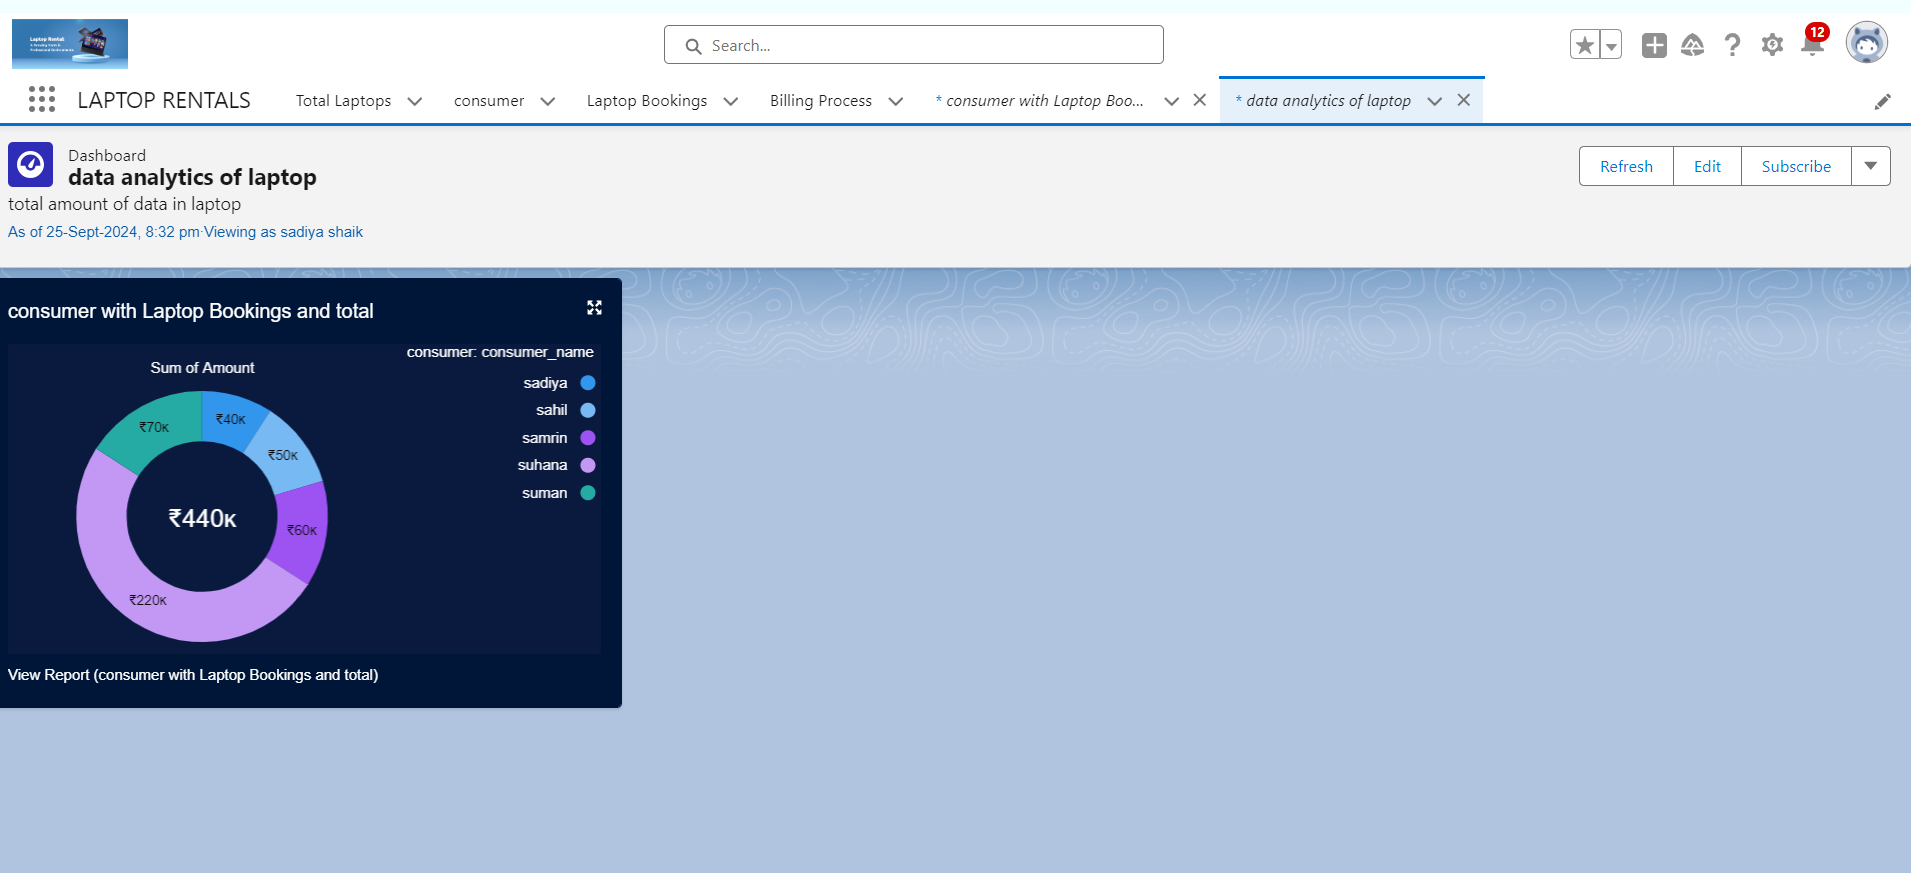 Laptop Rental
Search...
12
LAPTOP RENTALS
Total Laptops
consumer
Laptop Bookings
Billing Process
* consumer with Laptop Boo...
* data analytics of laptop
Dashboard
data analytics of laptop
total amount of data in laptop
As of 25-Sept-2024, 8:32 pm·Viewing as sadiya shaik
Refresh
Edit
Subscribe
consumer with Laptop Bookings and total
consumer: consumer_name
Sum of Amount
sadiya
sahil
samrin
suhana
suman
₹40K
₹70K
₹50K
₹440K
₹60K
₹220K
View Report (consumer with Laptop Bookings and total)